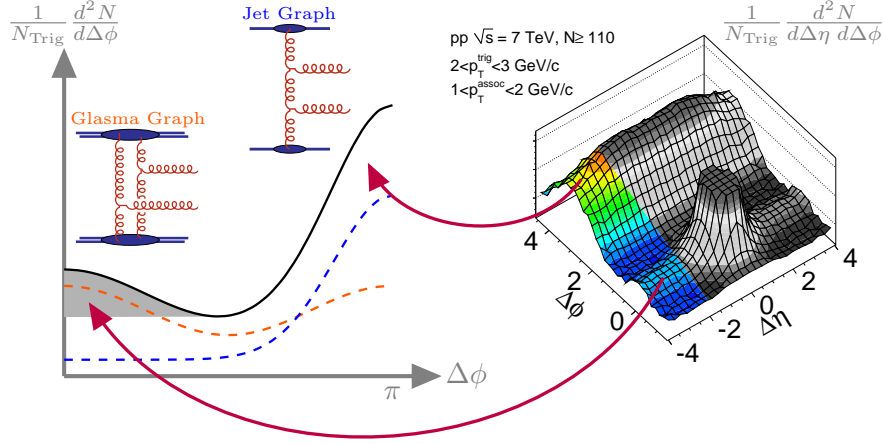 1/N_Trig d²N/dΔϕ
Jet Graph
Glasma Graph
π
Δϕ
pp √s = 7 TeV, N≥ 110
2<p_T^trig<3 GeV/c
1<p_T^assoc<2 GeV/c
1/N_Trig d²N/dΔη dΔϕ
4
2
0
Δϕ
-4
-2
0
2
4
Δη